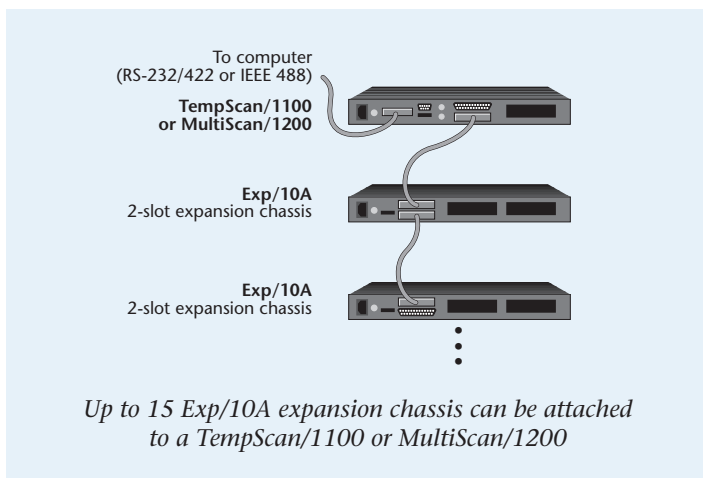 To computer
(RS-232/422 or IEEE 488)
TempScan/1100
or MultiScan/1200
Exp/10A
2-slot expansion chassis
Exp/10A
2-slot expansion chassis
Up to 15 Exp/10A expansion chassis can be attached
to a TempScan/1100 or MultiScan/1200